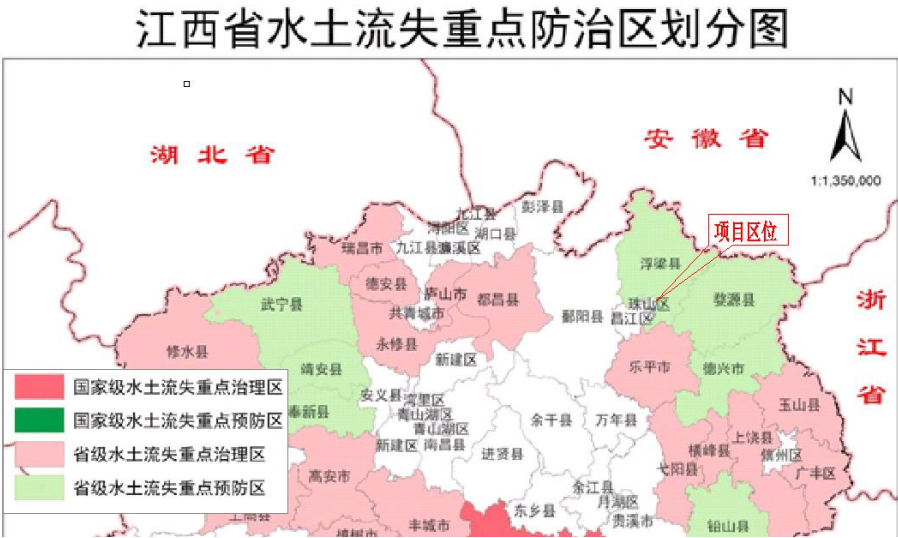 江西省水土流失重点防治区划分图
湖北省
安徽省
N
1:1,350,000
浙江省
项目区位
彭泽县
九江县
浔阳区
湖口县
瑞昌市
九江县
濂溪区
浮梁县
德安县
庐山市
都昌县
武宁县
共青城市
珠山区
婺源县
鄱阳县
昌江区
修水县
永修县
新建区
靖安县
乐平市
德兴市
安义县
湾里区
奉新县
青山湖区
青山湖区
余干县
万年县
玉山县
新建区
南昌县
进贤县
上饶县
横峰县
信州区
弋阳县
广丰区
高安市
余江县
月湖区
贵溪市
东乡县
上高县
丰城市
铅山县
樟树市
国家级水土流失重点治理区
国家级水土流失重点预防区
省级水土流失重点治理区
省级水土流失重点预防区